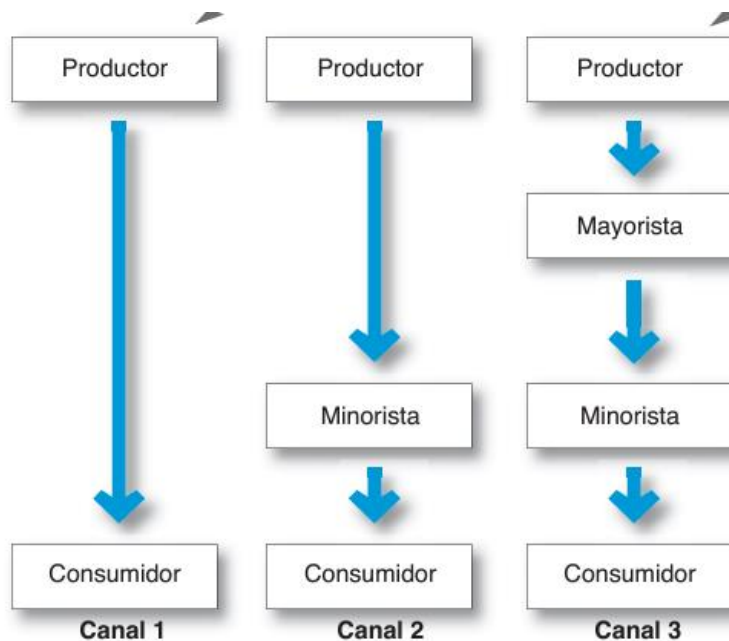 Productor
Productor
Productor
Mayorista
Minorista
Minorista
Consumidor
Consumidor
Consumidor
Canal 1
Canal 2
Canal 3